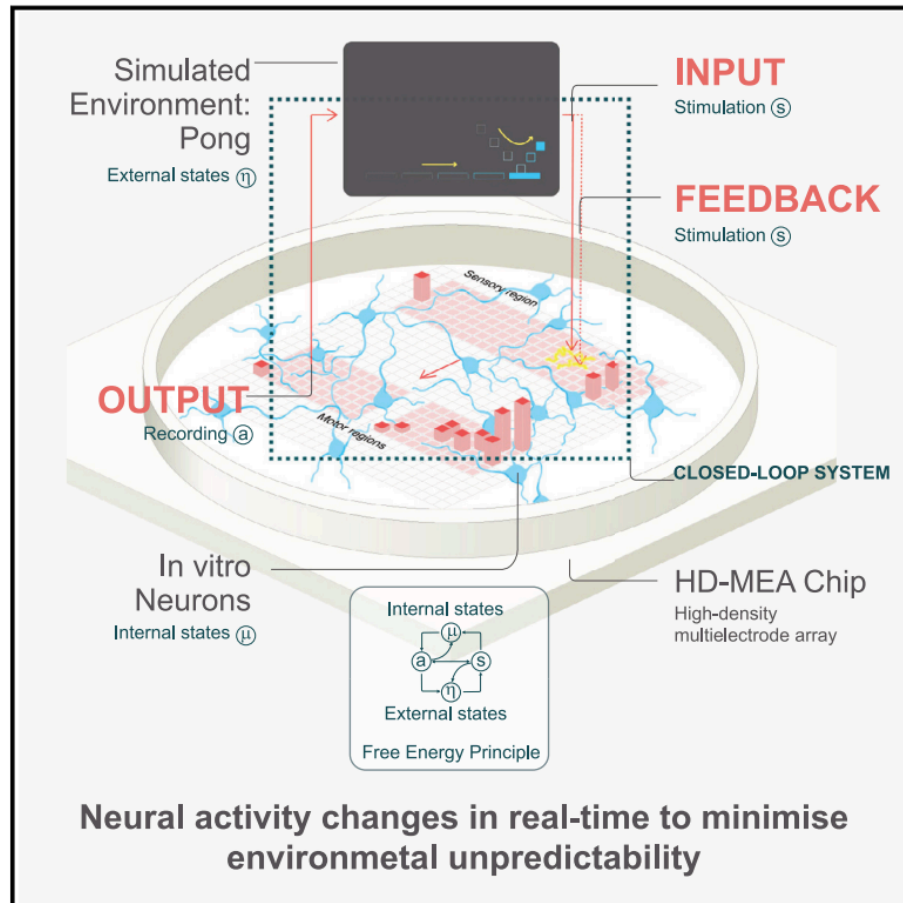 Simulated
Environment:
Pong
External states η
INPUT
Stimulation s
FEEDBACK
Stimulation s
Sensory region
OUTPUT
Recording a
Motor regions
CLOSED-LOOP SYSTEM
In vitro
Neurons
Internal states μ
HD-MEA Chip
High-density
multielectrode array
Internal states
μ
a s
η
External states
Free Energy Principle
Neural activity changes in real-time to minimise
environmetal unpredictability